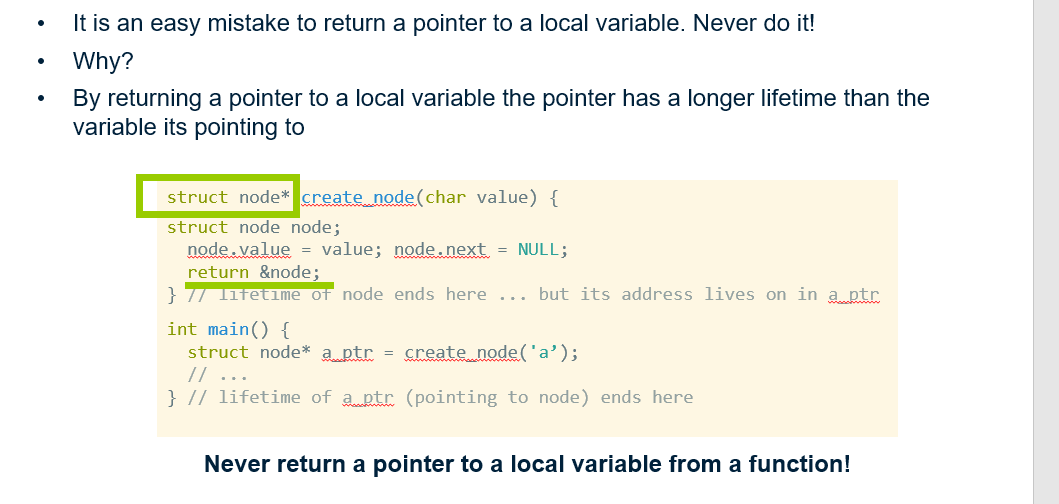 • It is an easy mistake to return a pointer to a local variable. Never do it!
• Why?
• By returning a pointer to a local variable the pointer has a longer lifetime than the
variable its pointing to
struct node* create_node(char value) {
struct node node;
node.value = value; node.next = NULL;
return &node;
} // lifetime of node ends here ... but its address lives on in a_ptr
int main() {
struct node* a_ptr = create_node('a’);
// ...
} // lifetime of a_ptr (pointing to node) ends here
Never return a pointer to a local variable from a function!